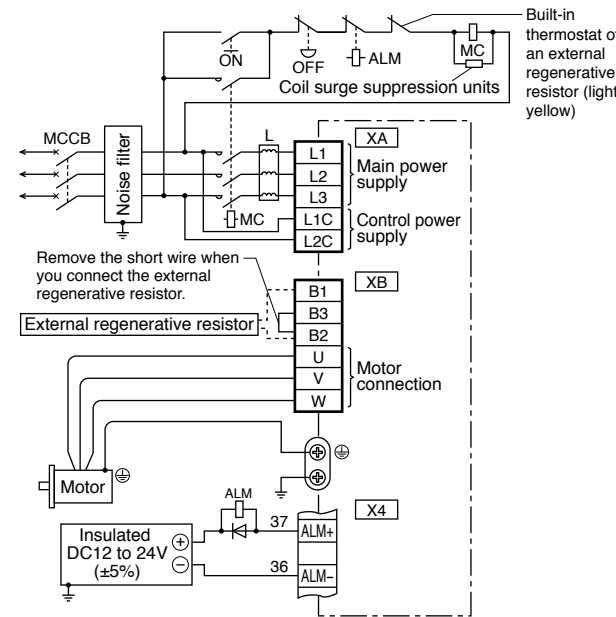 Built-in
thermostat of
an external
regenerative
resistor (light
yellow)
ON
OFF
ALM
MC
Coil surge suppression units
MCCB
Noise filter
L
XA
L1
L2
L3
Main power
supply
MC
L1C
L2C
Control power
supply
Remove the short wire when
you connect the external
regenerative resistor.
XB
B1
B3
B2
External regenerative resistor
U
V
W
Motor
connection
Motor
ALM
X4
Insulated
DC12 to 24V
(±5%)
+
−
37
ALM+
36
ALM−